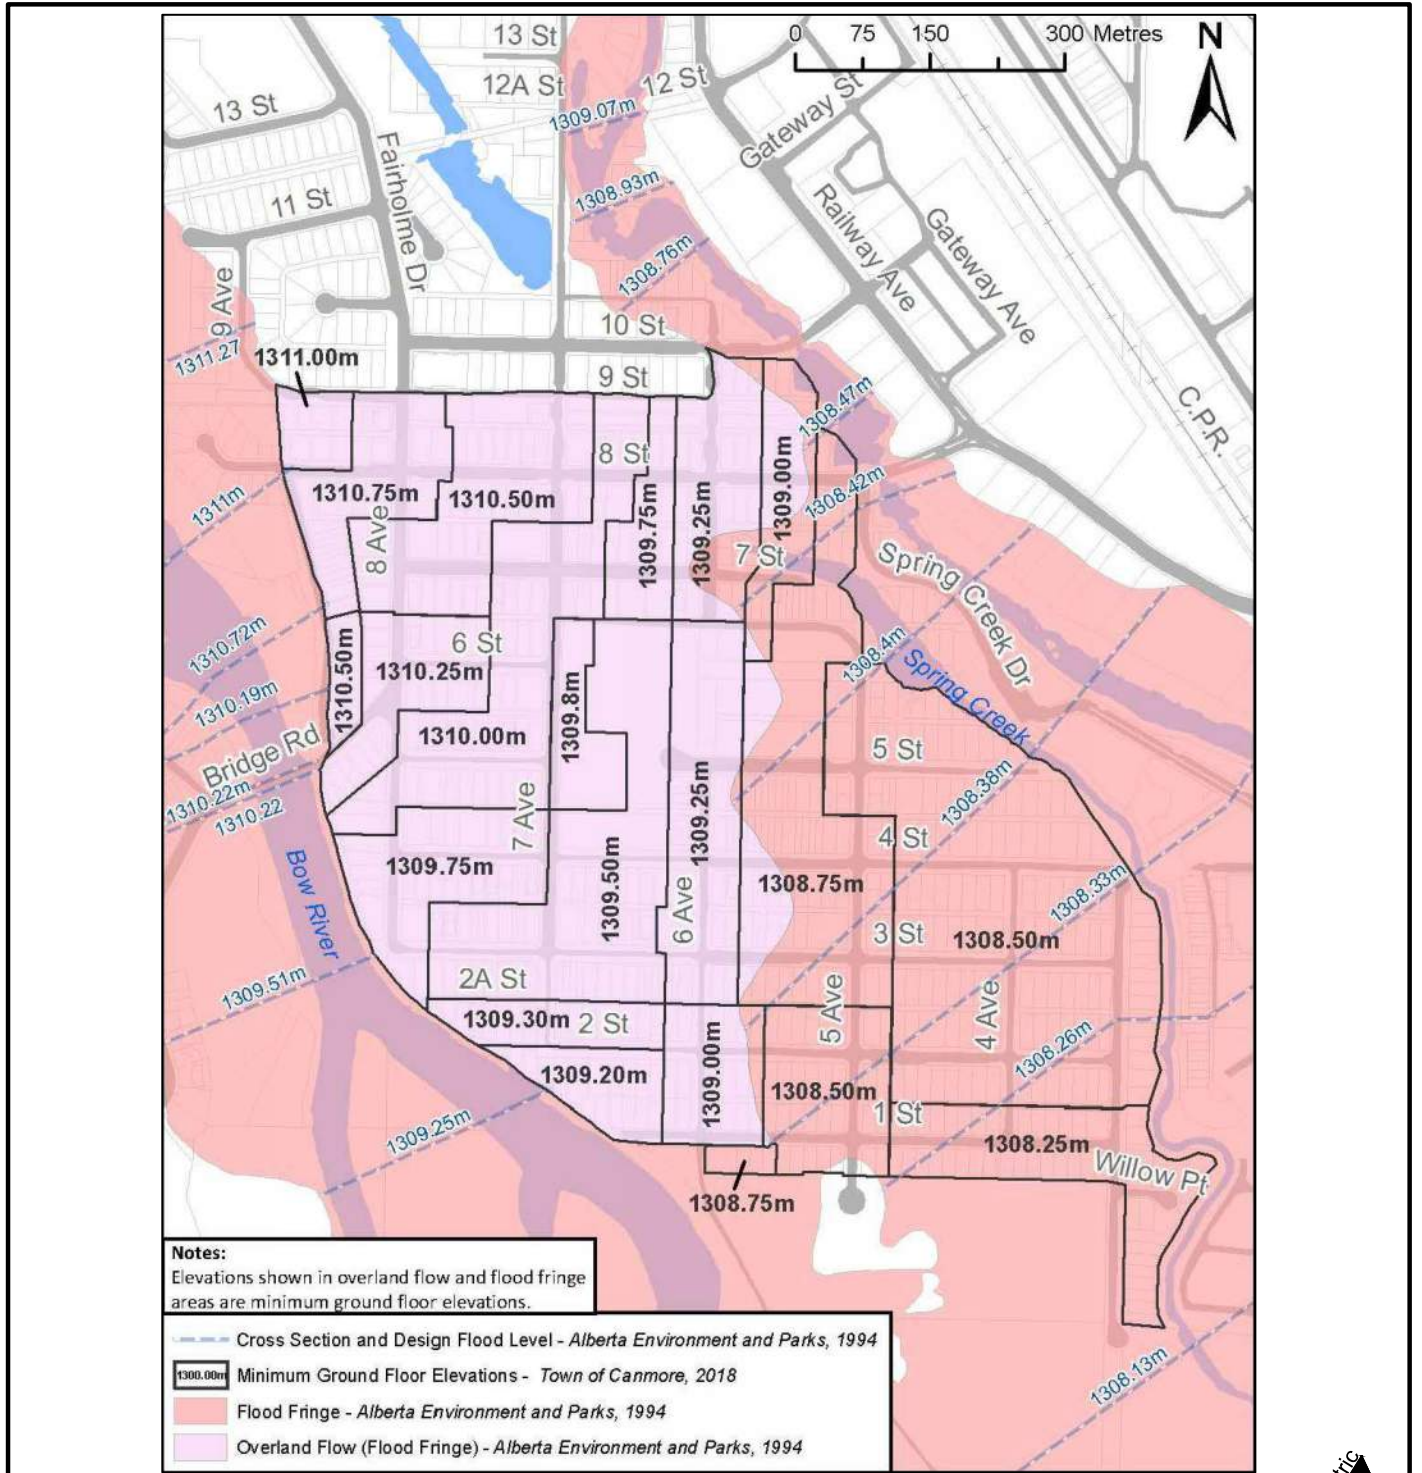 13 St
0 75 150 300 Metres
N
12A St
12 St
13 St
1309.07m
Gateway St
Fairholme Dr
1308.93m
11 St
Railway Ave
Gateway Ave
1308.76m
9 Ave
10 St
1311.27
1311.00m
9 St
1308.47m
C.P.R.
8 St
1309.00m
1310.75m
1310.50m
1309.75m
1309.25m
1308.42m
1311m
8 Ave
7 St
Spring Creek Dr
1310.72m
6 St
1308.4m
1310.50m
1310.25m
Spring Creek
1310.19m
1309.8m
Bridge Rd
1310.00m
5 St
1310.22m
1310.22
7 Ave
1309.25m
1308.38m
4 St
1309.75m
1309.50m
1308.75m
1308.33m
Bow River
6 Ave
3 St
1308.50m
1309.51m
2A St
5 Ave
4 Ave
1309.30m
2 St
1309.00m
1308.26m
1309.20m
1308.50m
1309.25m
1 St
1308.25m
Willow Pt
1308.75m
Notes:
Elevations shown in overland flow and flood fringe
areas are minimum ground floor elevations.
Cross Section and Design Flood Level - Alberta Environment and Parks, 1994
1300.00m Minimum Ground Floor Elevations - Town of Canmore, 2018
Flood Fringe - Alberta Environment and Parks, 1994
Overland Flow (Flood Fringe) - Alberta Environment and Parks, 1994
1308.13m